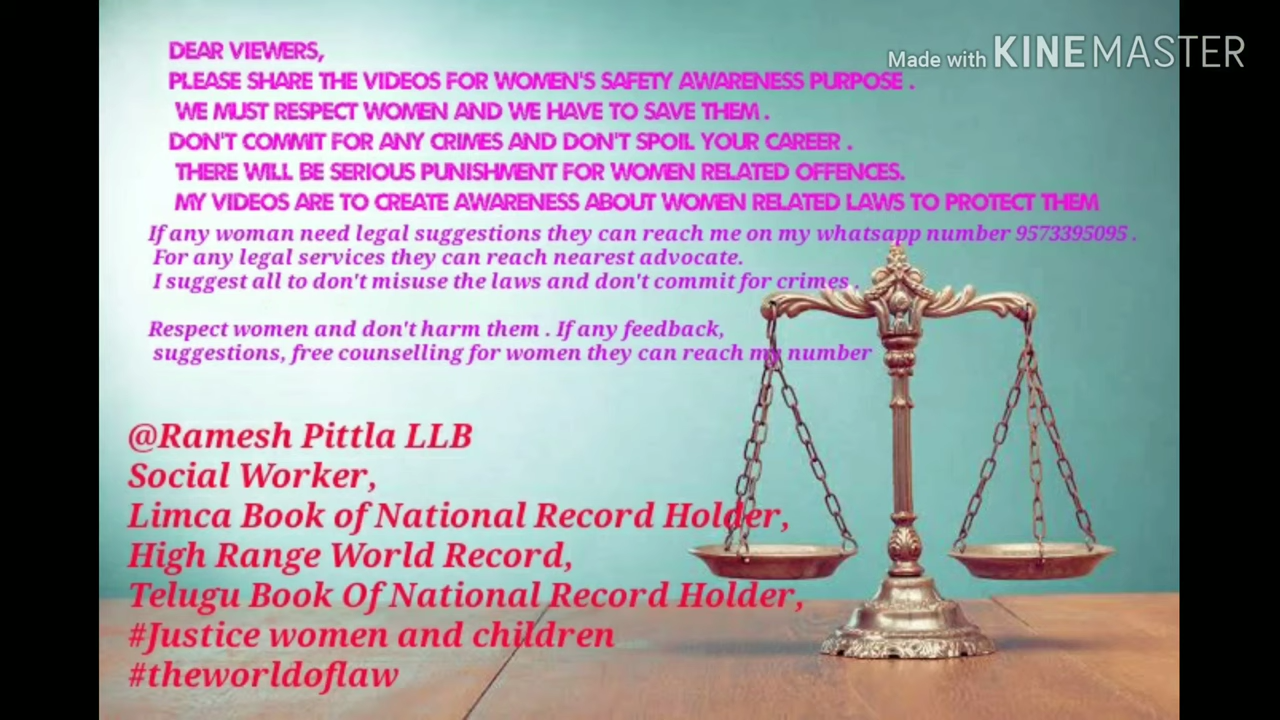 Made with KINEMASTER
DEAR VIEWERS,
PLEASE SHARE THE VIDEOS FOR WOMEN'S SAFETY AWARENESS PURPOSE .
WE MUST RESPECT WOMEN AND WE HAVE TO SAVE THEM .
DON'T COMMIT FOR ANY CRIMES AND DON'T SPOIL YOUR CAREER .
THERE WILL BE SERIOUS PUNISHMENT FOR WOMEN RELATED OFFENCES.
MY VIDEOS ARE TO CREATE AWARENESS ABOUT WOMEN RELATED LAWS TO PROTECT THEM
If any woman need legal suggestions they can reach me on my whatsapp number 9573395095 .
For any legal services they can reach nearest advocate.
I suggest all to don't misuse the laws and don't commit for crimes .
Respect women and don't harm them . If any feedback,
suggestions, free counselling for women they can reach my number
@Ramesh Pittla LLB
Social Worker,
Limca Book of National Record Holder,
High Range World Record,
Telugu Book Of National Record Holder,
#Justice women and children
#theworldoflaw